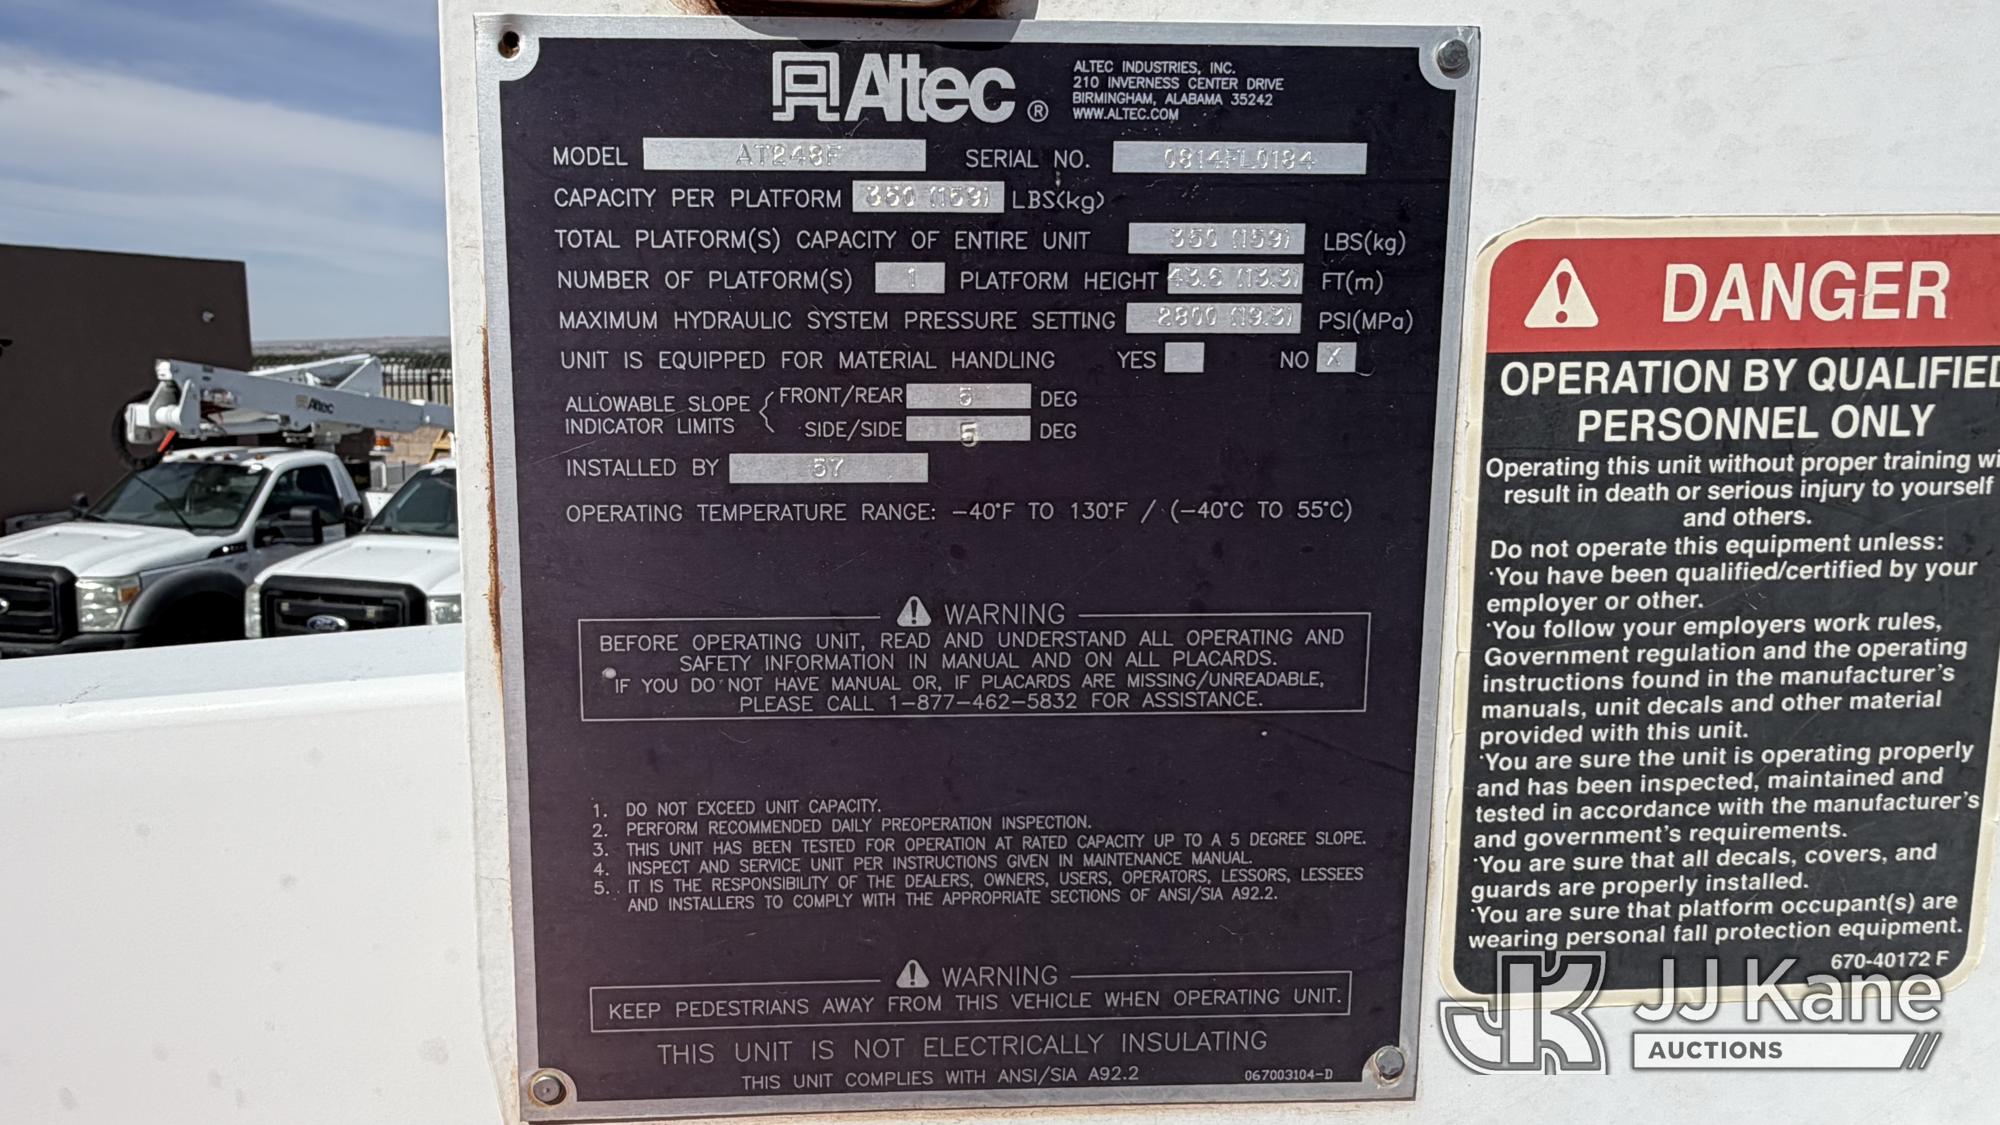 Altec ®
ALTEC INDUSTRIES, INC.
210 INVERNESS CENTER DRIVE
BIRMINGHAM, ALABAMA 35242
WWW.ALTEC.COM
MODEL AT248F SERIAL NO. 0814FL0184
CAPACITY PER PLATFORM 350 (159) LBS(kg)
TOTAL PLATFORM(S) CAPACITY OF ENTIRE UNIT 350 (159) LBS(kg)
NUMBER OF PLATFORM(S) 1 PLATFORM HEIGHT 43.6 (13.3) FT(m)
MAXIMUM HYDRAULIC SYSTEM PRESSURE SETTING 2800 (19.3) PSI(MPa)
UNIT IS EQUIPPED FOR MATERIAL HANDLING YES NO X
ALLOWABLE SLOPE INDICATOR LIMITS
FRONT/REAR 5 DEG
SIDE/SIDE 5 DEG
INSTALLED BY 57
OPERATING TEMPERATURE RANGE: -40°F TO 130°F / (-40°C TO 55°C)
WARNING
BEFORE OPERATING UNIT, READ AND UNDERSTAND ALL OPERATING AND
SAFETY INFORMATION IN MANUAL AND ON ALL PLACARDS.
IF YOU DO NOT HAVE MANUAL OR, IF PLACARDS ARE MISSING/UNREADABLE,
PLEASE CALL 1-877-462-5832 FOR ASSISTANCE.
1. DO NOT EXCEED UNIT CAPACITY.
2. PERFORM RECOMMENDED DAILY PREOPERATION INSPECTION.
3. THIS UNIT HAS BEEN TESTED FOR OPERATION AT RATED CAPACITY UP TO A 5 DEGREE SLOPE.
4. INSPECT AND SERVICE UNIT PER INSTRUCTIONS GIVEN IN MAINTENANCE MANUAL.
5. IT IS THE RESPONSIBILITY OF THE DEALERS, OWNERS, USERS, OPERATORS, LESSORS, LESSEES
AND INSTALLERS TO COMPLY WITH THE APPROPRIATE SECTIONS OF ANSI/SIA A92.2.
WARNING
KEEP PEDESTRIANS AWAY FROM THIS VEHICLE WHEN OPERATING UNIT.
THIS UNIT IS NOT ELECTRICALLY INSULATING
THIS UNIT COMPLIES WITH ANSI/SIA A92.2
067003104-D
DANGER
OPERATION BY QUALIFIED
PERSONNEL ONLY
Operating this unit without proper training wi
result in death or serious injury to yourself
and others.
Do not operate this equipment unless:
·You have been qualified/certified by your
employer or other.
·You follow your employers work rules,
Government regulation and the operating
instructions found in the manufacturer's
manuals, unit decals and other material
provided with this unit.
·You are sure the unit is operating properly
and has been inspected, maintained and
tested in accordance with the manufacturer's
and government's requirements.
·You are sure that all decals, covers, and
guards are properly installed.
·You are sure that platform occupant(s) are
wearing personal fall protection equipment.
670-40172 F
Altec
Ford
JK JJ Kane
AUCTIONS